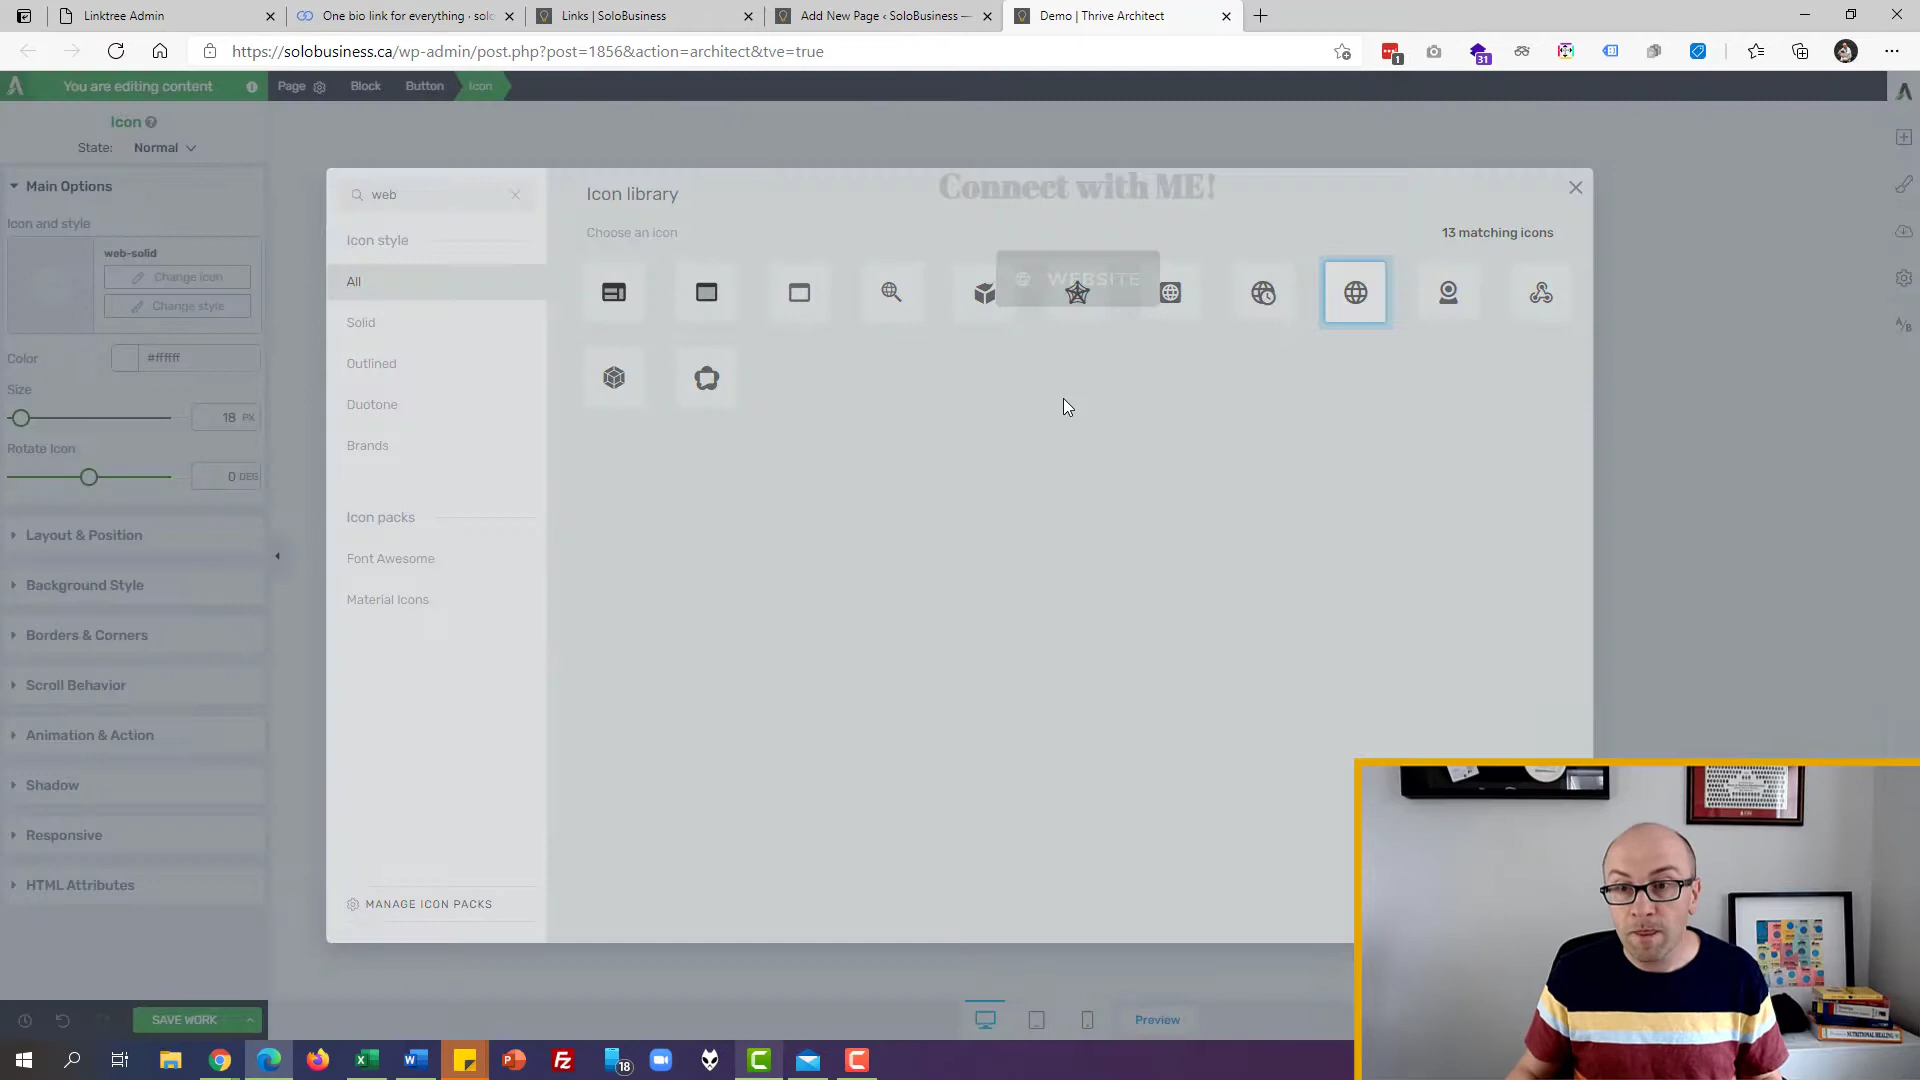 Linktree Admin
One bio link for everything · solo
Links | SoloBusiness
Add New Page ‹ SoloBusiness —
Demo | Thrive Architect
https://solobusiness.ca/wp-admin/post.php?post=1856&action=architect&tve=true
1
31
You are editing content
Page
Block
Button
Icon
Icon
State: Normal
Main Options
Icon and style
web-solid
Change icon
Change style
Color
#ffffff
Size
18 PX
Rotate Icon
0 DEG
Layout & Position
Background Style
Borders & Corners
Scroll Behavior
Animation & Action
Shadow
Responsive
HTML Attributes
SAVE WORK
web
Icon style
All
Solid
Outlined
Duotone
Brands
Icon packs
Font Awesome
Material Icons
MANAGE ICON PACKS
Icon library
Connect with ME!
Choose an icon
13 matching icons
WEBSITE
A/B
Preview
18